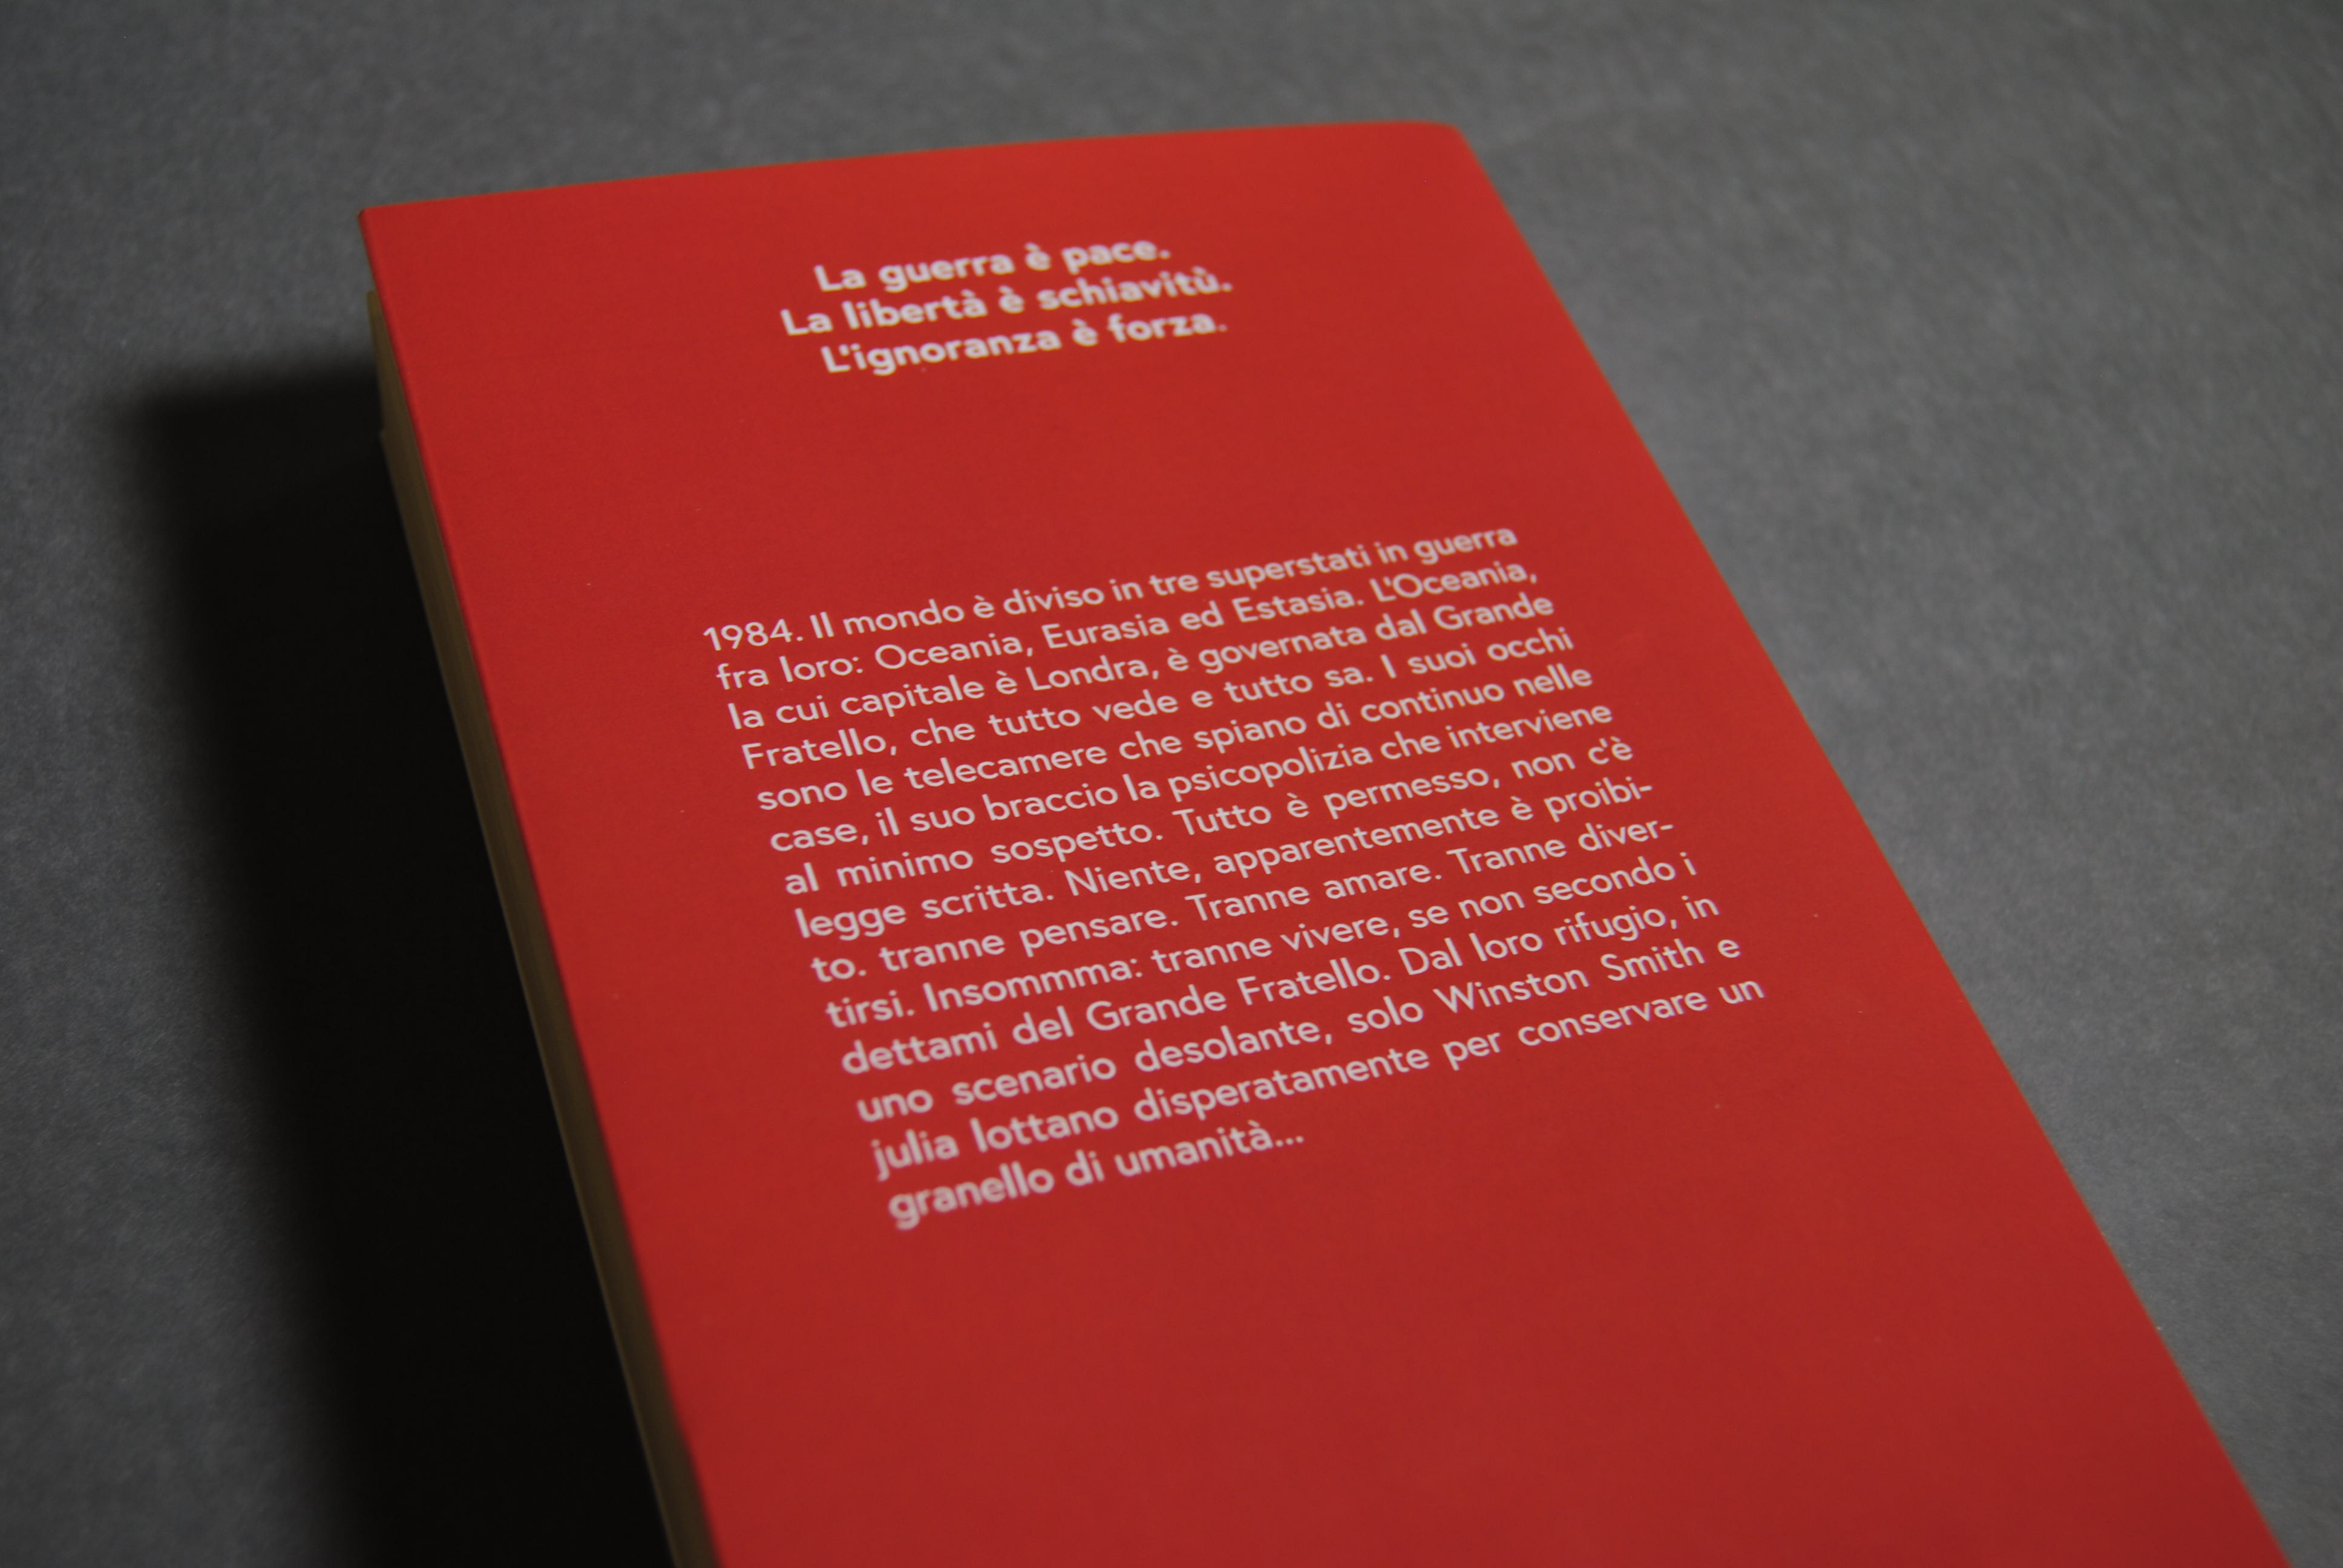 La guerra è pace.
La libertà è schiavitù.
L'ignoranza è forza.
1984. Il mondo è diviso in tre superstati in guerra
fra loro: Oceania, Eurasia ed Estasia. L'Oceania,
la cui capitale è Londra, è governata dal Grande
Fratello, che tutto vede e tutto sa. I suoi occhi
sono le telecamere che spiano di continuo nelle
case, il suo braccio la psicopolizia che interviene
al minimo sospetto. Tutto è permesso, non c'è
legge scritta. Niente, apparentemente è proibi-
to. tranne pensare. Tranne amare. Tranne diver-
tirsi. Insommma: tranne vivere, se non secondo i
dettami del Grande Fratello. Dal loro rifugio, in
uno scenario desolante, solo Winston Smith e
julia lottano disperatamente per conservare un
granello di umanità...